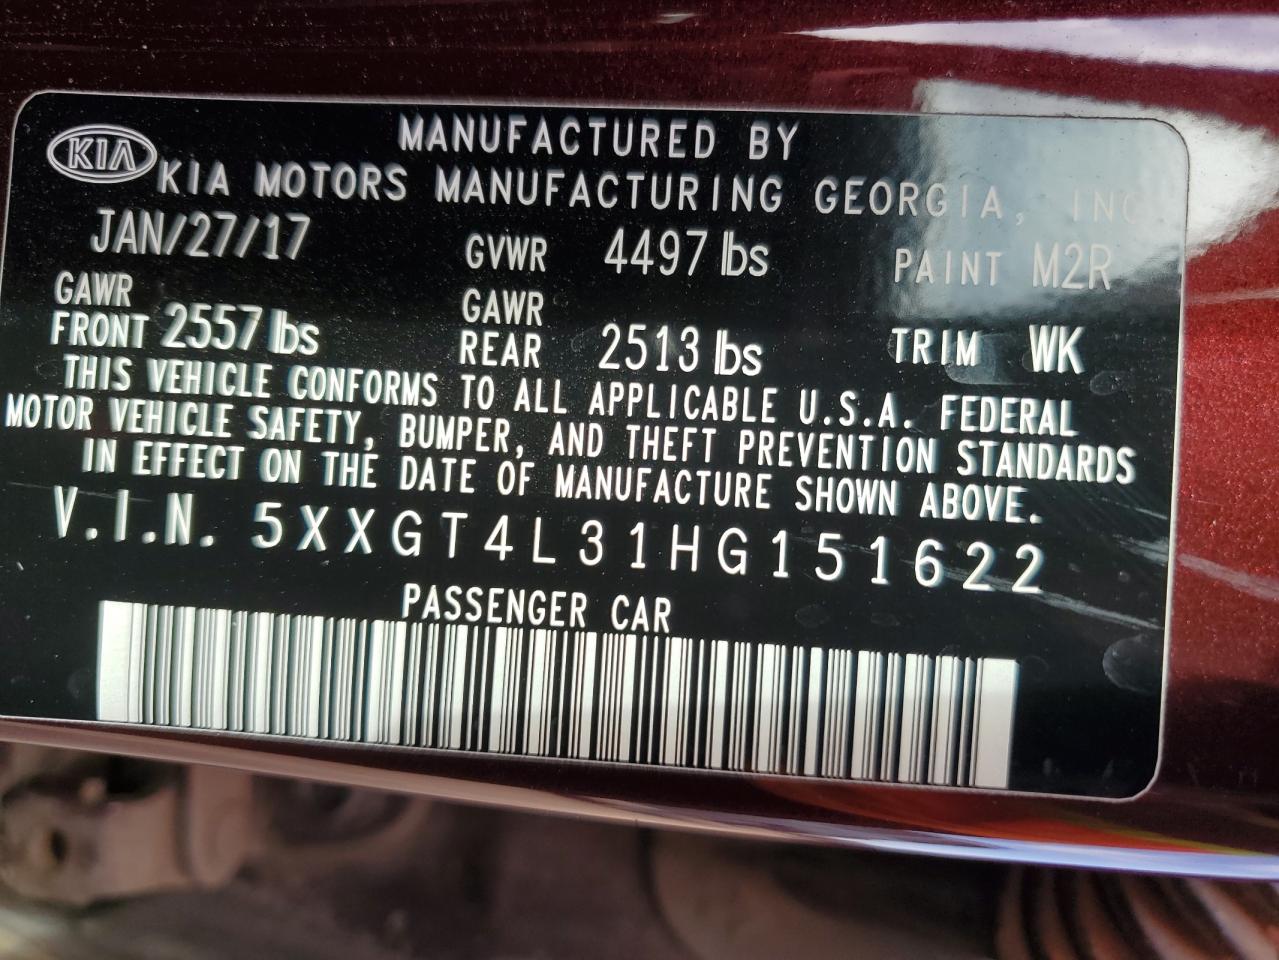 KIA MANUFACTURED BY
KIA MOTORS MANUFACTURING GEORGIA, INC
JAN/27/17 GVWR 4497 lbs PAINT M2R
GAWR FRONT 2557 lbs GAWR REAR 2513 lbs TRIM WK
THIS VEHICLE CONFORMS TO ALL APPLICABLE U.S.A. FEDERAL
MOTOR VEHICLE SAFETY, BUMPER, AND THEFT PREVENTION STANDARDS
IN EFFECT ON THE DATE OF MANUFACTURE SHOWN ABOVE.
V.I.N. 5XXGT4L31HG151622
PASSENGER CAR